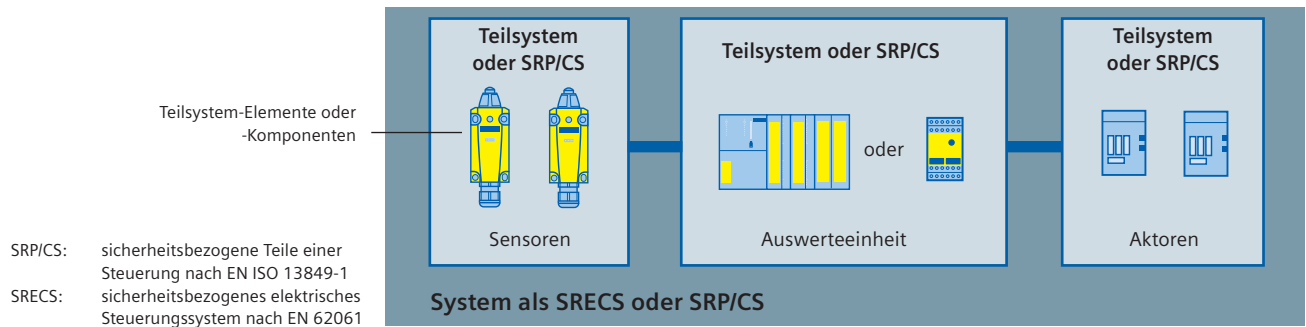 Teilsystem
oder SRP/CS
Teilsystem oder SRP/CS
Teilsystem
oder SRP/CS
Teilsystem-Elemente oder
-Komponenten
oder
Sensoren
Auswerteeinheit
Aktoren
SRP/CS: sicherheitsbezogene Teile einer
Steuerung nach EN ISO 13849-1
SRECS: sicherheitsbezogenes elektrisches
Steuerungssystem nach EN 62061
System als SRECS oder SRP/CS